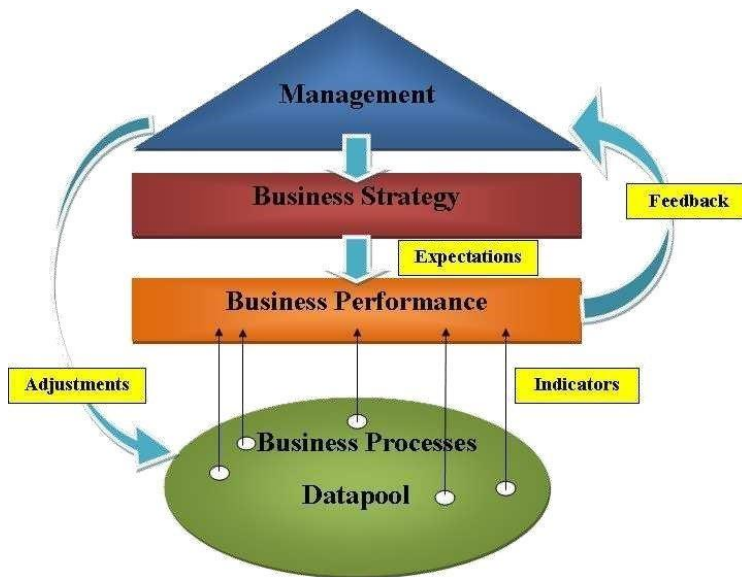 Management
Business Strategy
Feedback
Expectations
Business Performance
Adjustments
Indicators
Business Processes
Datapool